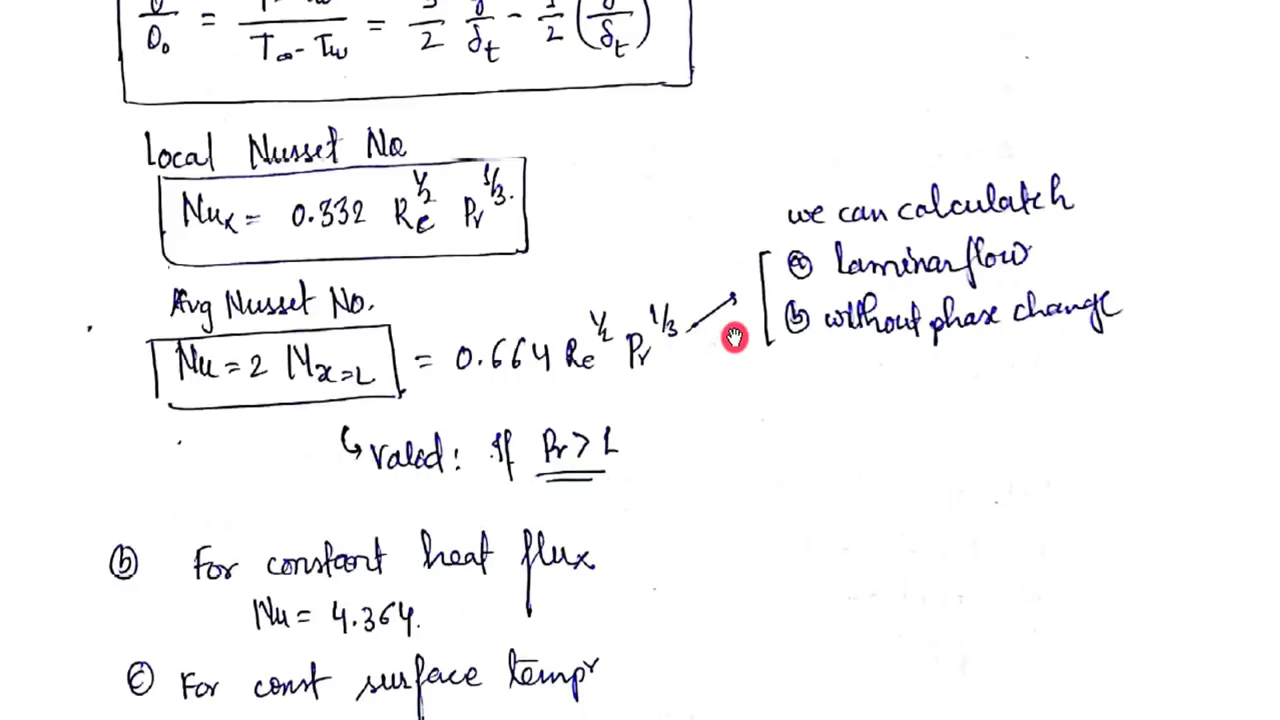 θ/θ₀ = T - Tw / T∞ - Tw = 3/2 y/δt - 1/2 (y/δt)
Local Nusset No.
Nux = 0.332 Re^1/2 Pr^1/3.
we can calculate h
ⓐ laminar flow
ⓑ without phase change
Avg Nusset No.
Nu = 2 Nx=L = 0.664 Re^1/2 Pr^1/3
↳ valed: if Pr > 1
ⓑ For constant heat flux
Nu = 4.364.
ⓒ For const surface tempr